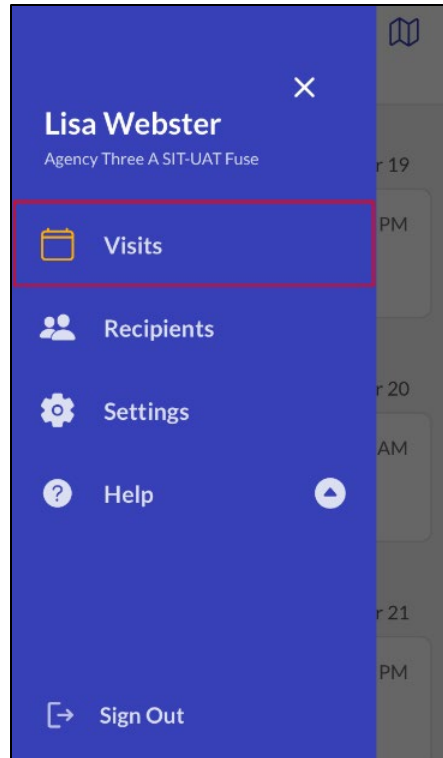 Lisa Webster
Agency Three A SIT-UAT Fuse
r 19
Visits
PM
Recipients
r 20
Settings
AM
Help
r 21
PM
Sign Out